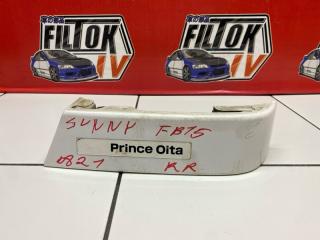 FILTOK
IV
FILTOK
IV
SUNNY FB15
Prince Oita
0821 RR